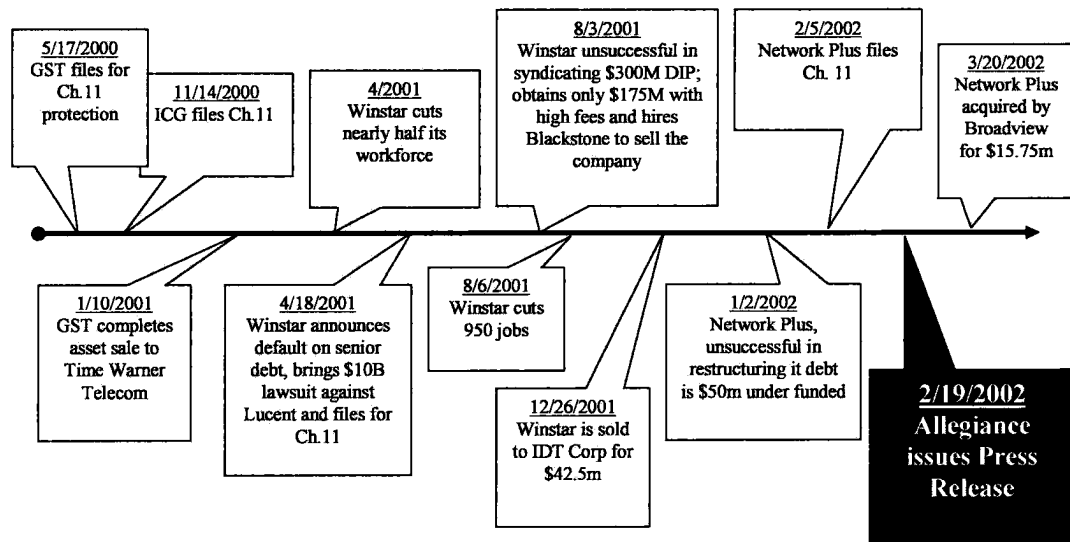 5/17/2000
GST files for
Ch.11
protection
11/14/2000
ICG files Ch.11
4/2001
Winstar cuts
nearly half its
workforce
8/3/2001
Winstar unsuccessful in
syndicating $300M DIP;
obtains only $175M with
high fees and hires
Blackstone to sell the
company
2/5/2002
Network Plus files
Ch. 11
3/20/2002
Network Plus
acquired by
Broadview
for $15.75m
1/10/2001
GST completes
asset sale to
Time Warner
Telecom
4/18/2001
Winstar announces
default on senior
debt, brings $10B
lawsuit against
Lucent and files for
Ch.11
8/6/2001
Winstar cuts
950 jobs
12/26/2001
Winstar is sold
to IDT Corp for
$42.5m
1/2/2002
Network Plus,
unsuccessful in
restructuring it debt
is $50m under funded
2/19/2002
Allegiance
issues Press
Release